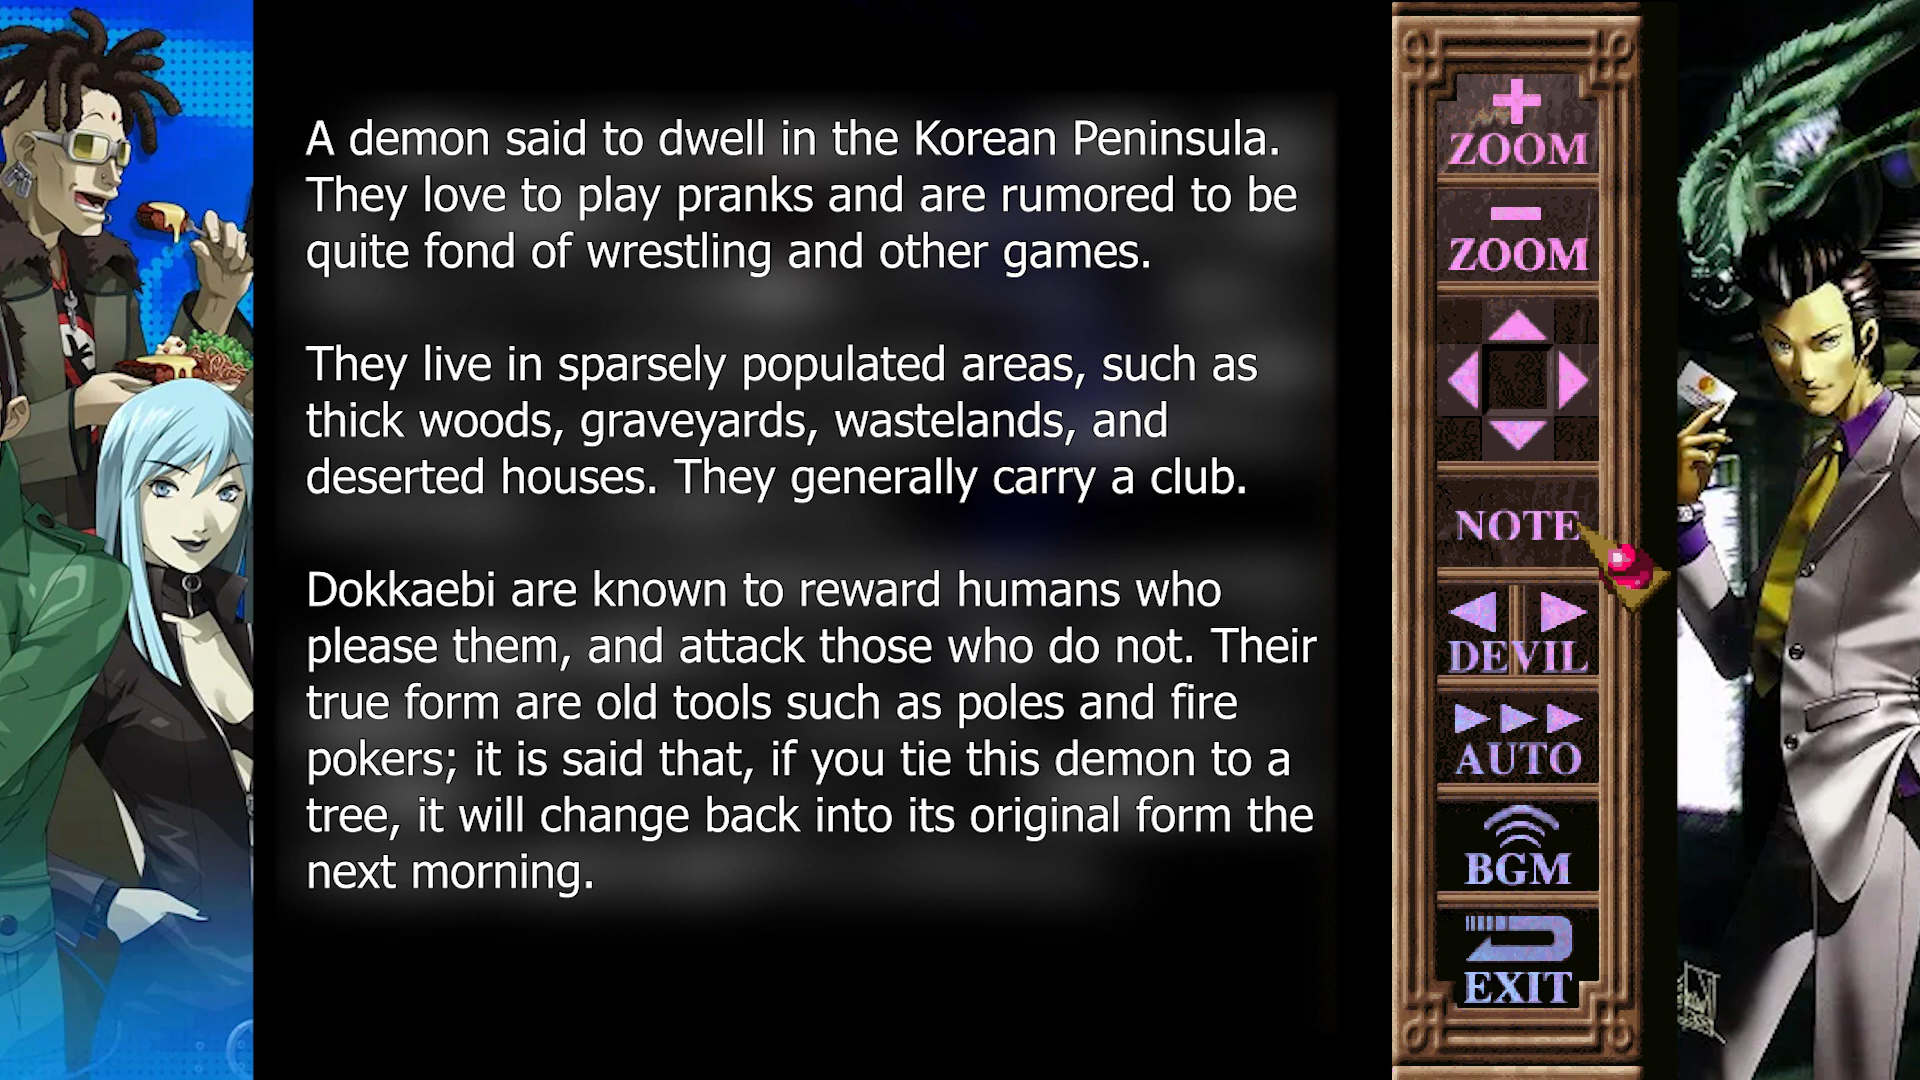 A demon said to dwell in the Korean Peninsula.
They love to play pranks and are rumored to be
quite fond of wrestling and other games.
They live in sparsely populated areas, such as
thick woods, graveyards, wastelands, and
deserted houses. They generally carry a club.
Dokkaebi are known to reward humans who
please them, and attack those who do not. Their
true form are old tools such as poles and fire
pokers; it is said that, if you tie this demon to a
tree, it will change back into its original form the
next morning.
+
ZOOM
-
ZOOM
NOTE
DEVIL
AUTO
BGM
EXIT